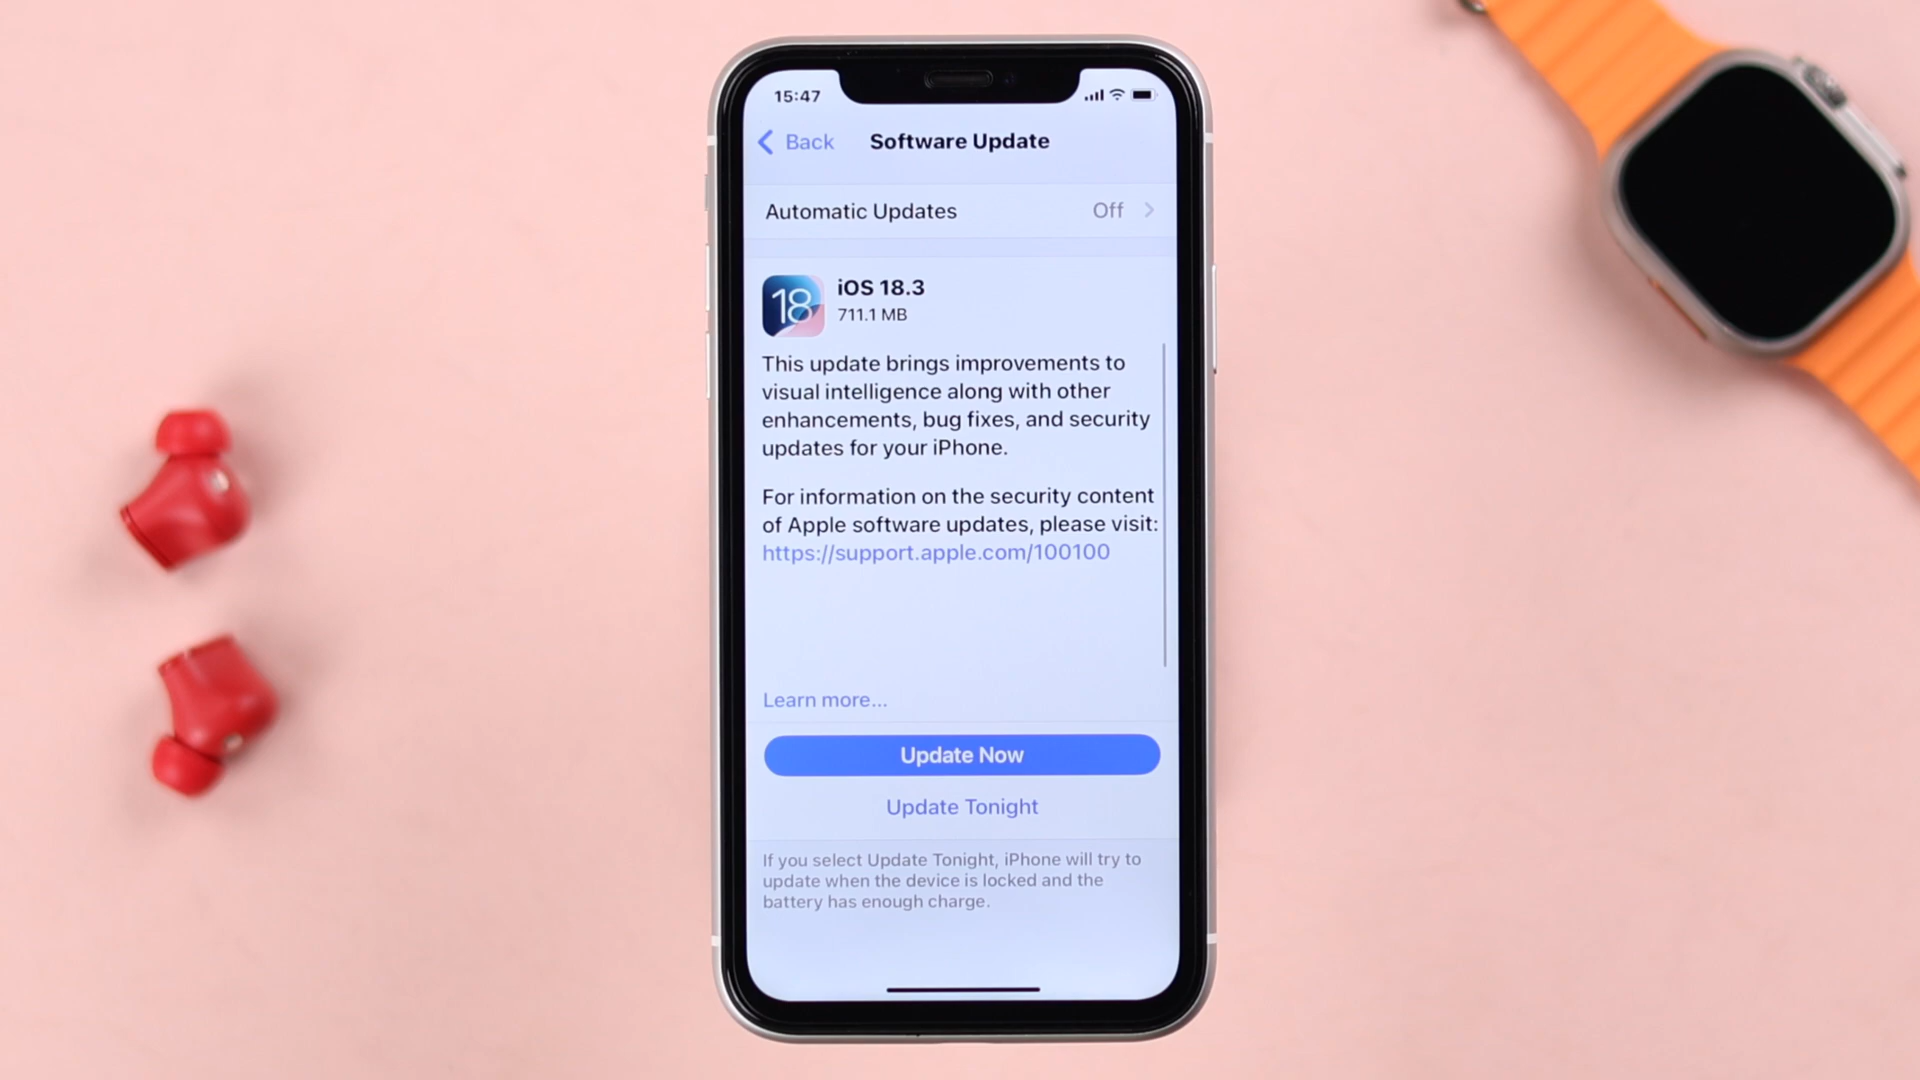 15:47
Back
Software Update
Automatic Updates
Off
18
iOS 18.3
711.1 MB
This update brings improvements to
visual intelligence along with other
enhancements, bug fixes, and security
updates for your iPhone.
For information on the security content
of Apple software updates, please visit:
https://support.apple.com/100100
Learn more...
Update Now
Update Tonight
If you select Update Tonight, iPhone will try to
update when the device is locked and the
battery has enough charge.